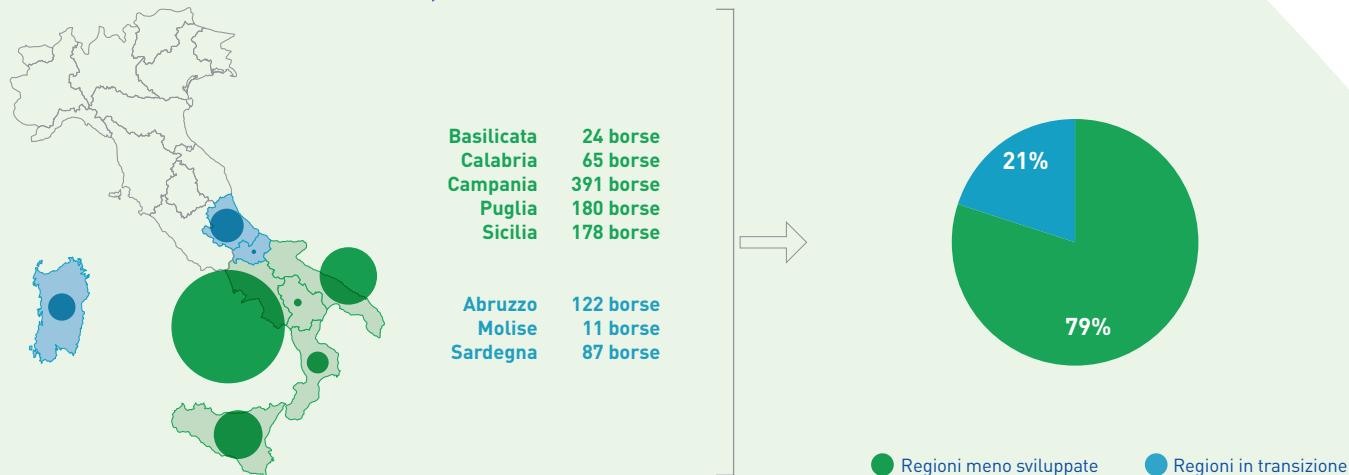 Basilicata 24 borse
Calabria 65 borse
Campania 391 borse
Puglia 180 borse
Sicilia 178 borse
Abruzzo 122 borse
Molise 11 borse
Sardegna 87 borse
21%
79%
Regioni meno sviluppate
Regioni in transizione